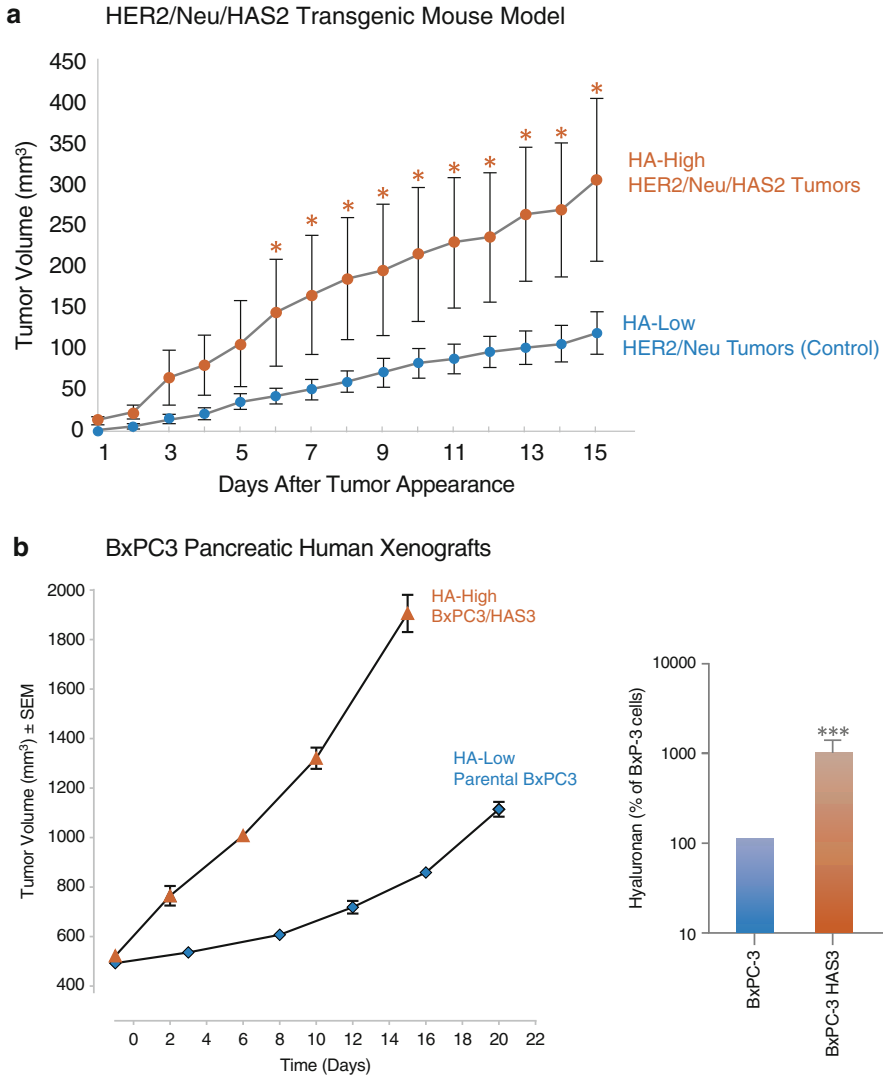 a
HER2/Neu/HAS2 Transgenic Mouse Model
450
400
350
300
250
200
150
100
50
0
Tumor Volume (mm³)
* * * * * * * * * *
HA-High
HER2/Neu/HAS2 Tumors
HA-Low
HER2/Neu Tumors (Control)
1 3 5 7 9 11 13 15
Days After Tumor Appearance
b
BxPC3 Pancreatic Human Xenografts
2000
1800
1600
1400
1200
1000
800
600
400
Tumor Volume (mm³) ± SEM
HA-High
BxPC3/HAS3
HA-Low
Parental BxPC3
0 2 4 6 8 10 12 14 16 18 20 22
Time (Days)
10000
1000
100
10
Hyaluronan (% of BxP-3 cells)
***
BxPC-3
BxPC-3 HAS3